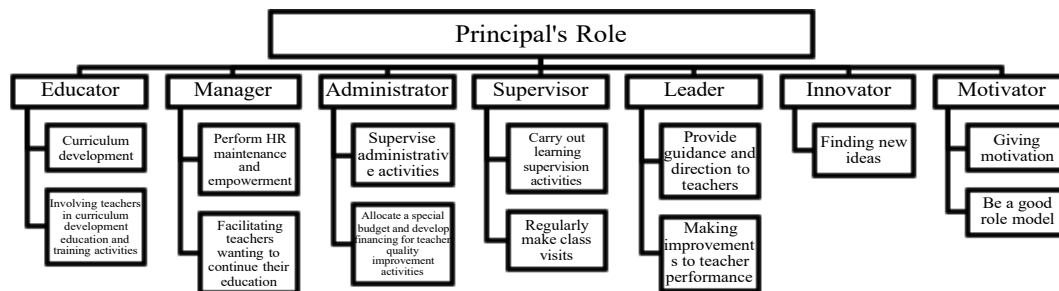 Principal's Role
Educator
Manager
Administrator
Supervisor
Leader
Innovator
Motivator
Curriculum
development
Involving teachers
in curriculum
development
education and
training activities
Perform HR
maintenance
and
empowerment
Facilitating
teachers
wanting to
continue their
education
Supervise
administrativ
e activities
Allocate a special
budget and develop
financing for teacher
quality
improvement
activities
Carry out
learning
supervision
activities
Regularly
make class
visits
Provide
guidance and
direction to
teachers
Making
improvement
s to teacher
performance
Finding new
ideas
Giving
motivation
Be a good
role model